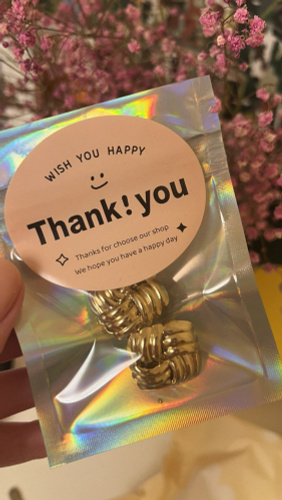 WISH YOU HAPPY
Thank! you
Thanks for choose our shop
We hope you have a happy day